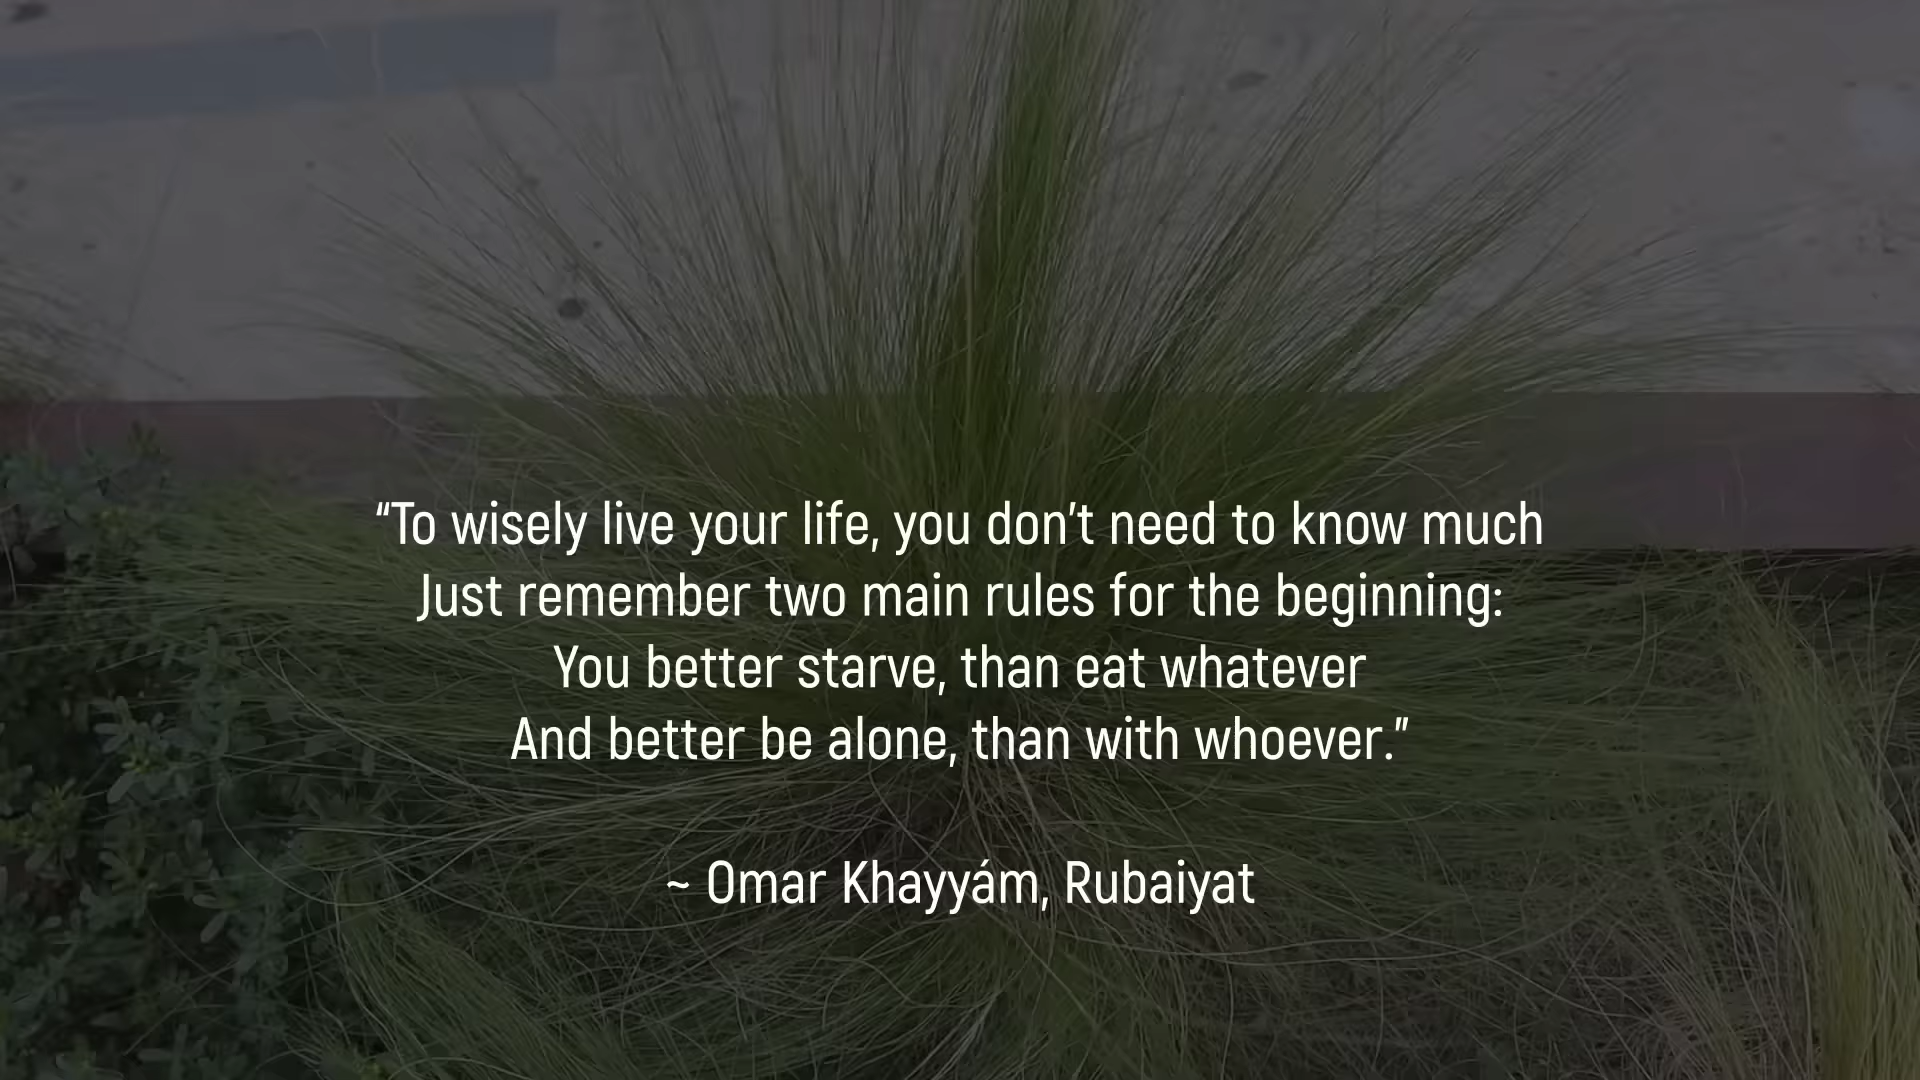 “To wisely live your life, you don’t need to know much
Just remember two main rules for the beginning:
You better starve, than eat whatever
And better be alone, than with whoever.”
~ Omar Khayyám, Rubaiyat